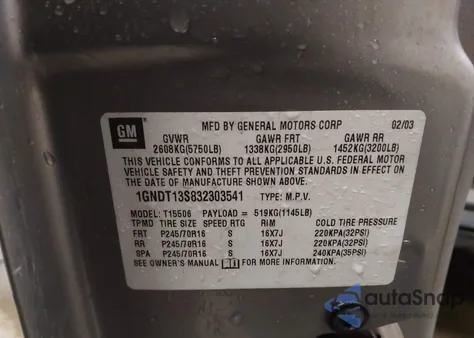 GM
MFD BY GENERAL MOTORS CORP 02/03
GVWR GAWR FRT GAWR RR
2608KG(5750LB) 1338KG(2950LB) 1452KG(3200LB)
THIS VEHICLE CONFORMS TO ALL APPLICABLE U.S. FEDERAL MOTOR
VEHICLE SAFETY AND THEFT PREVENTION STANDARDS IN EFFECT ON
THE DATE OF MANUFACTURE SHOWN ABOVE.
1GNDT13S832303541 TYPE: M.P.V.
MODEL: T15506 PAYLOAD = 519KG(1145LB)
TPMD TIRE SIZE SPEED RTG RIM COLD TIRE PRESSURE
FRT P245/70R16 S 16X7J 220KPA(32PSI)
RR P245/70R16 S 16X7J 220KPA(32PSI)
SPA P245/70R16 S 16X7J 240KPA(35PSI)
SEE OWNER'S MANUAL FOR MORE INFORMATION.
autaSnap